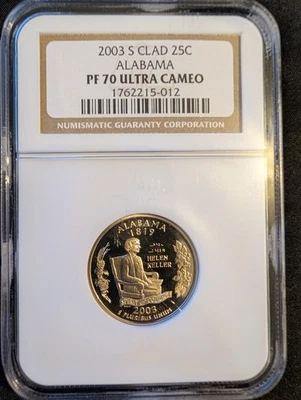 2003 S CLAD 25C
ALABAMA
PF 70 ULTRA CAMEO
1762215-012
NUMISMATIC GUARANTY CORPORATION
ALABAMA
1819
HELEN
KELLER
2003
E PLURIBUS UNUM